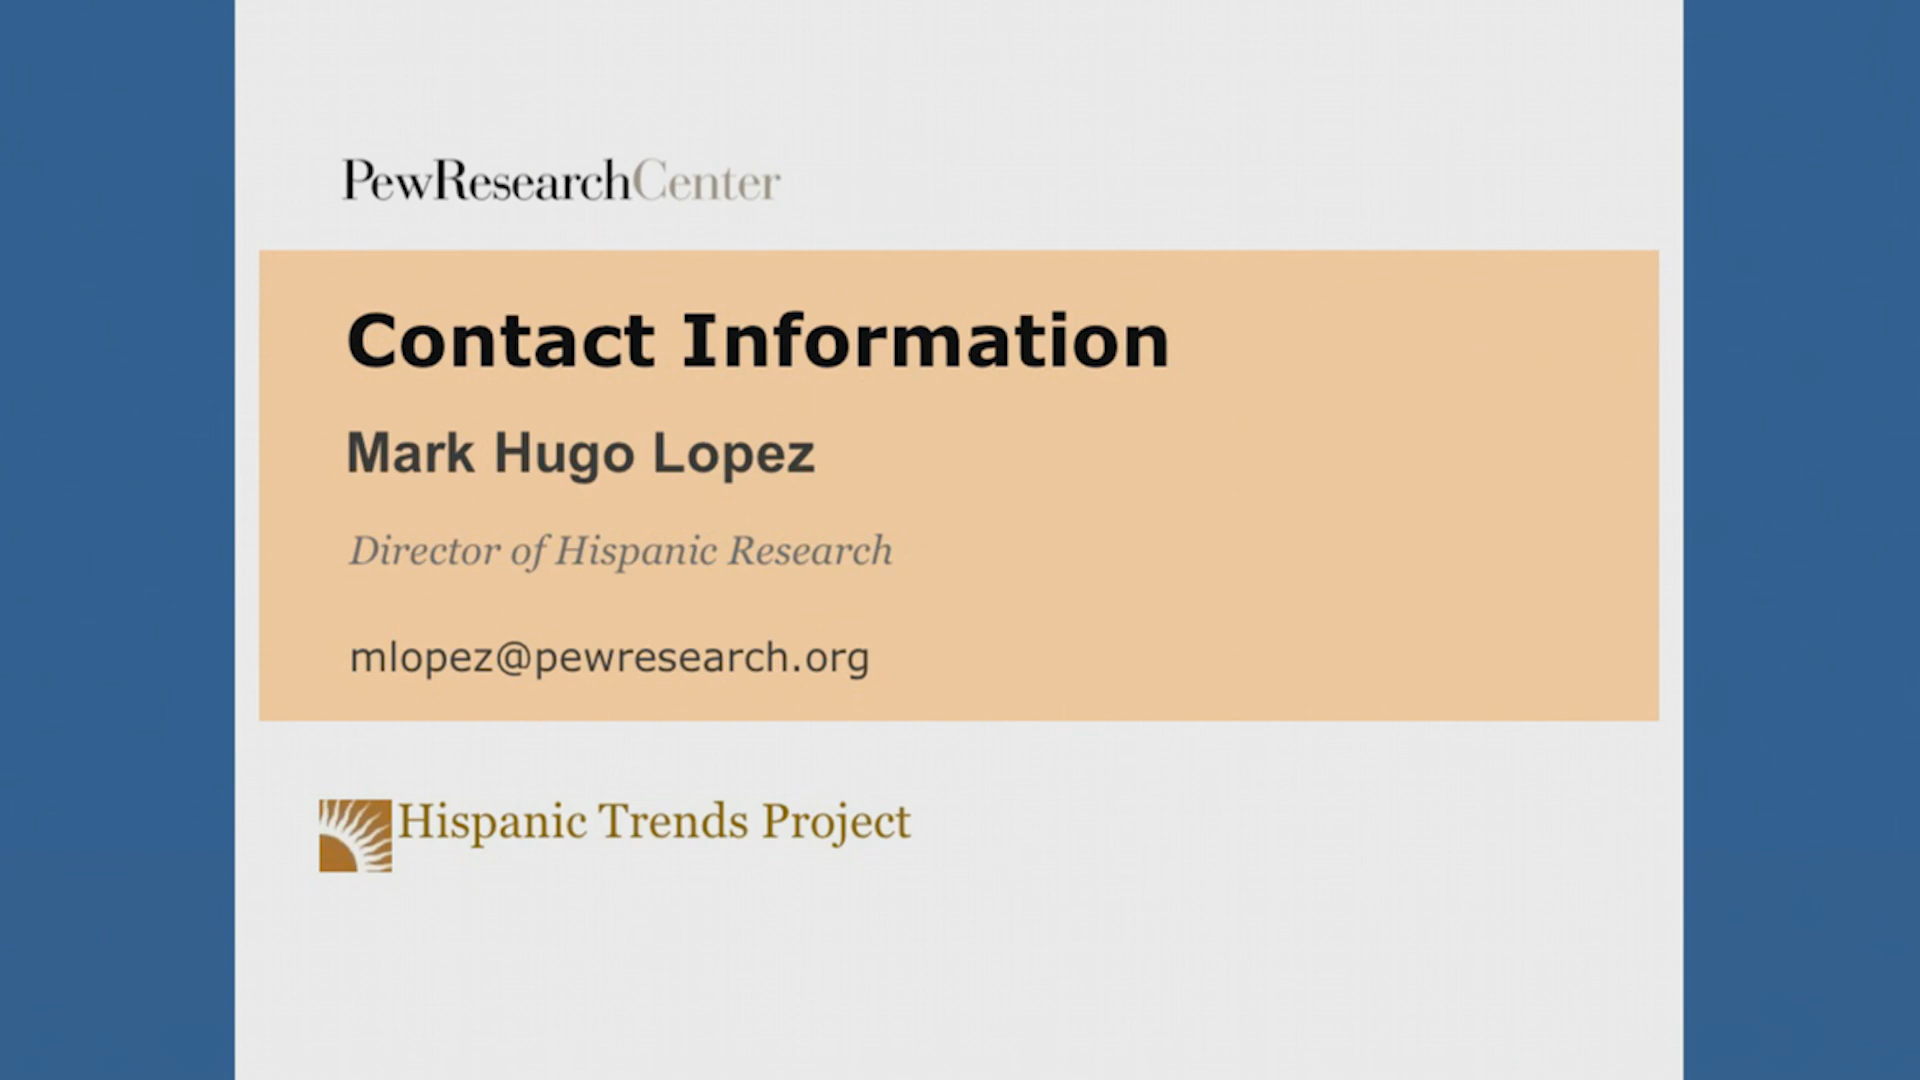 PewResearchCenter
Contact Information
Mark Hugo Lopez
Director of Hispanic Research
mlopez@pewresearch.org
Hispanic Trends Project